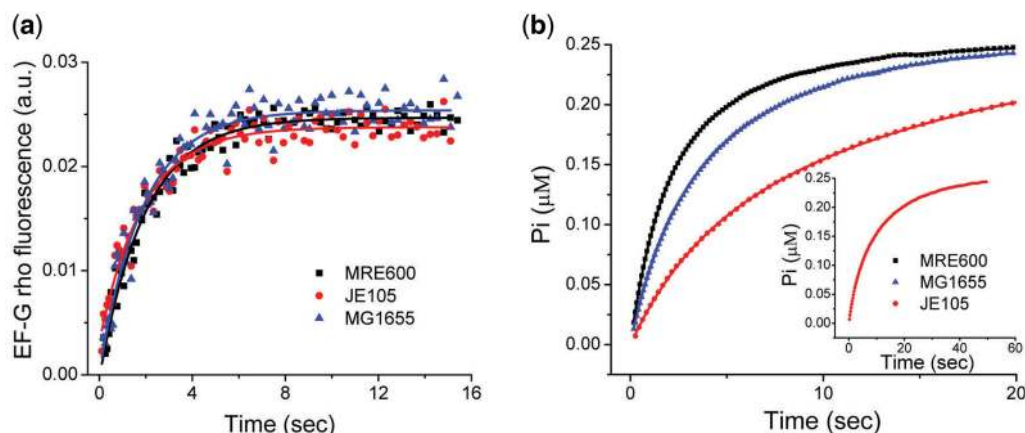 (a)
EF-G rho fluorescence (a.u.)
0.03
0.02
0.01
0.00
MRE600
JE105
MG1655
0 4 8 12 16
Time (sec)
(b)
Pi (µM)
0.25
0.20
0.15
0.10
0.05
0.00
0 10 20
Time (sec)
Pi (µM)
0.25
0.20
0.15
0.10
0.05
0.00
MRE600
MG1655
JE105
0 20 40 60
Time (sec)